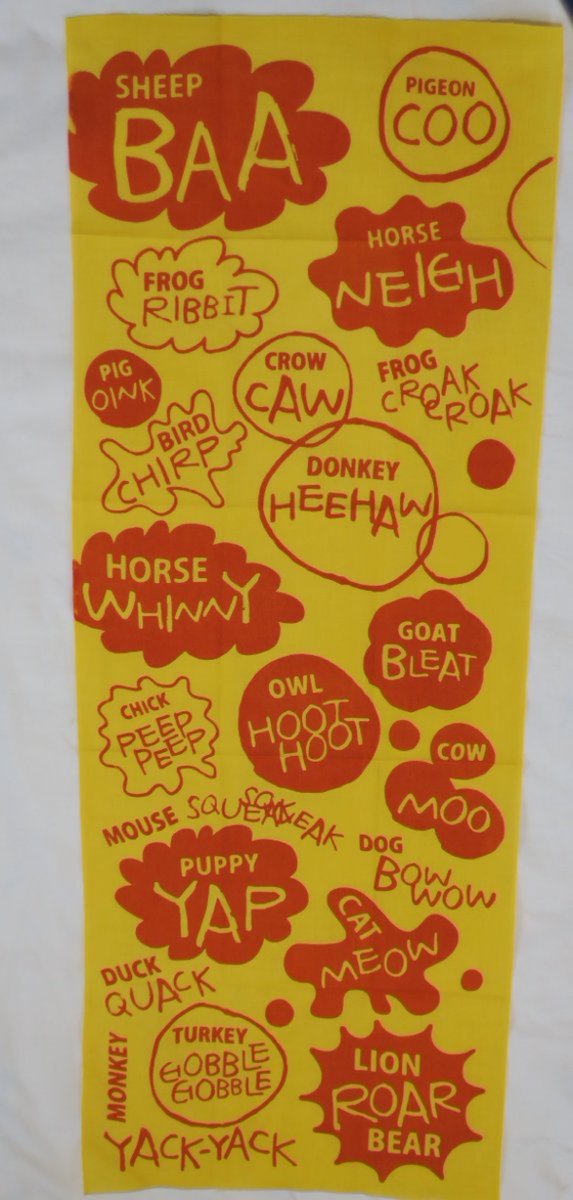 SHEEP
BAA
PIGEON
COO
HORSE
NEIGH
FROG
RIBBIT
PIG
OINK
CROW
CAW
FROG
CROAK
CROAK
BIRD
CHIRP
DONKEY
HEEHAW
HORSE
WHINNY
GOAT
BLEAT
CHICK
PEEP
PEEP
OWL
HOOT
HOOT
COW
MOO
MOUSE SQUEAK
SQUEAK
PUPPY
YAP
DOG
BOW
WOW
CAT
MEOW
DUCK
QUACK
TURKEY
GOBBLE
GOBBLE
MONKEY
YACK-YACK
LION
ROAR
BEAR